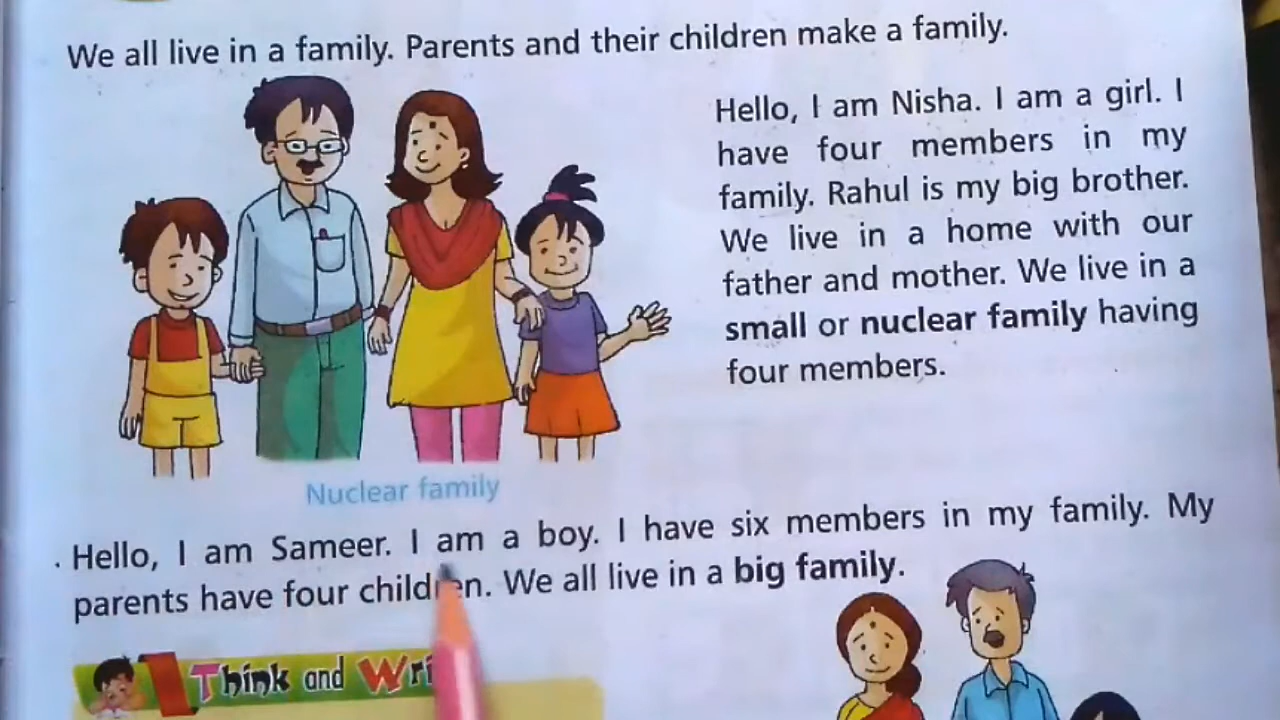 We all live in a family. Parents and their children make a family.
Hello, I am Nisha. I am a girl. I
have four members in my
family. Rahul is my big brother.
We live in a home with our
father and mother. We live in a
small or nuclear family having
four members.
Nuclear family
. Hello, I am Sameer. I am a boy. I have six members in my family. My
parents have four children. We all live in a big family.
Think and Wri